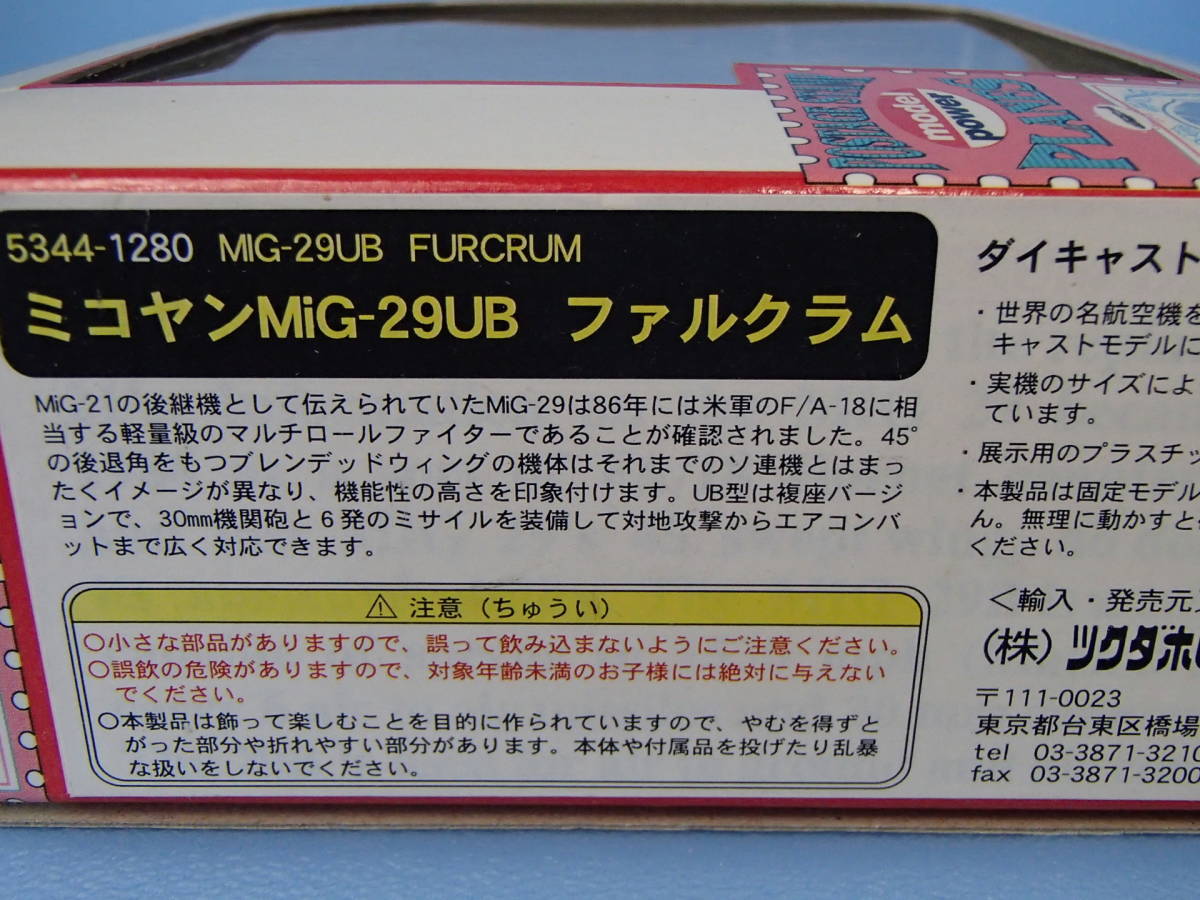 model
power
POSTAGE STAMP
PLANES
5344-1280 MIG-29UB FURCRUM
ミコヤンMiG-29UB ファルクラム
MiG-21の後継機として伝えられていたMiG-29は86年には米軍のF/A-18に相
当する軽量級のマルチロールファイターであることが確認されました。45°
の後退角をもつブレンデッドウィングの機体はそれまでのソ連機とはまっ
たくイメージが異なり、機能性の高さを印象付けます。UB型は複座バージ
ョンで、30mm機関砲と6発のミサイルを装備して対地攻撃からエアコンバ
ットまで広く対応できます。
⚠ 注意（ちゅうい）
○小さな部品がありますので、誤って飲み込まないようにご注意ください。
○誤飲の危険がありますので、対象年齢未満のお子様には絶対に与えない
でください。
○本製品は飾って楽しむことを目的に作られていますので、やむを得ずと
がった部分や折れやすい部分があります。本体や付属品を投げたり乱暴
な扱いをしないでください。
ダイキャスト
・世界の名航空機を
キャストモデルに
・実機のサイズによ
ています。
・展示用のプラスチッ
・本製品は固定モデル
ん。無理に動かすと
ください。
＜輸入・発売元
(株)ツクダホ
〒111-0023
東京都台東区橋場
tel 03-3871-3210
fax 03-3871-3200